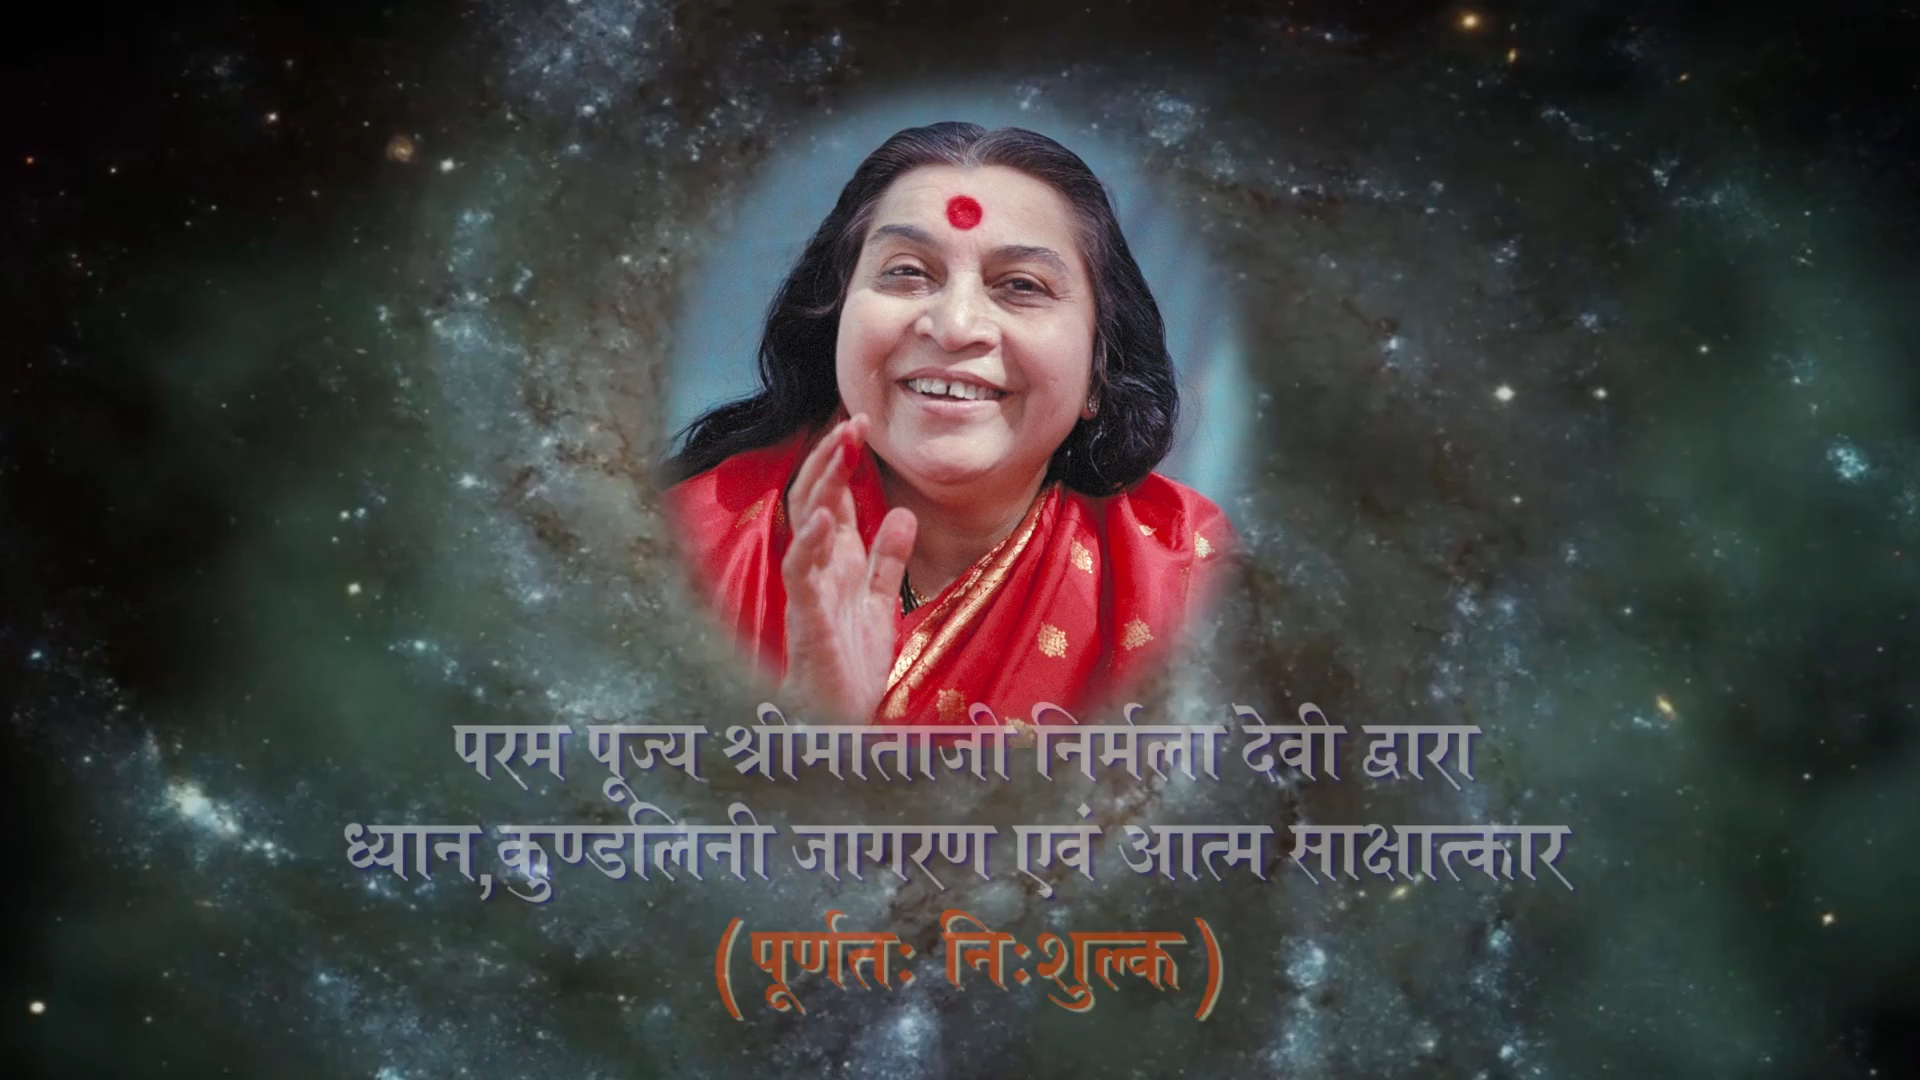 परम पूज्य श्रीमाताजी निर्मला देवी द्वारा
ध्यान,कुण्डलिनी जागरण एवं आत्म साक्षात्कार
(पूर्णतः निःशुल्क)